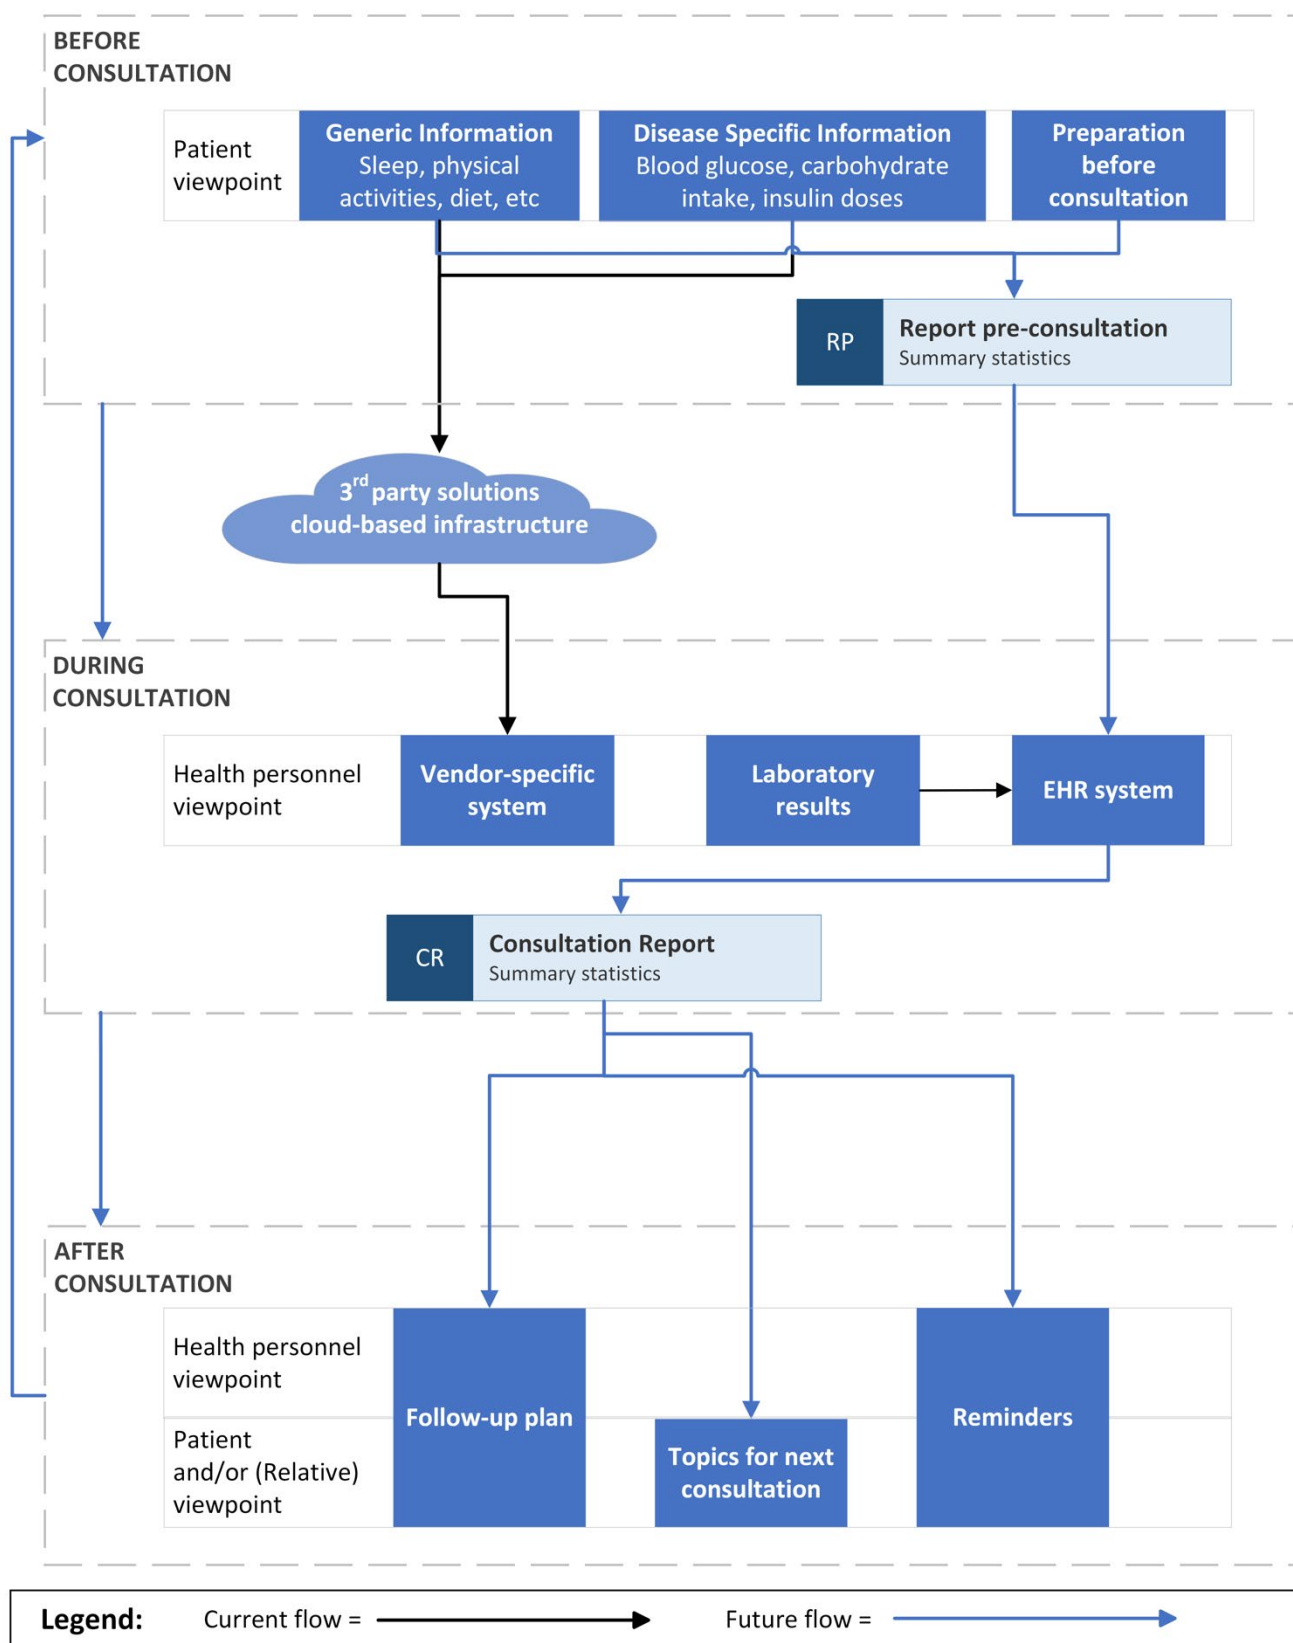 BEFORE
CONSULTATION
Patient
viewpoint
Generic Information
Sleep, physical
activities, diet, etc
Disease Specific Information
Blood glucose, carbohydrate
intake, insulin doses
Preparation
before
consultation
RP
Report pre-consultation
Summary statistics
3rd party solutions
cloud-based infrastructure
DURING
CONSULTATION
Health personnel
viewpoint
Vendor-specific
system
Laboratory
results
EHR system
CR
Consultation Report
Summary statistics
AFTER
CONSULTATION
Health personnel
viewpoint
Patient
and/or (Relative)
viewpoint
Follow-up plan
Topics for next
consultation
Reminders
Legend:
Current flow =
Future flow =